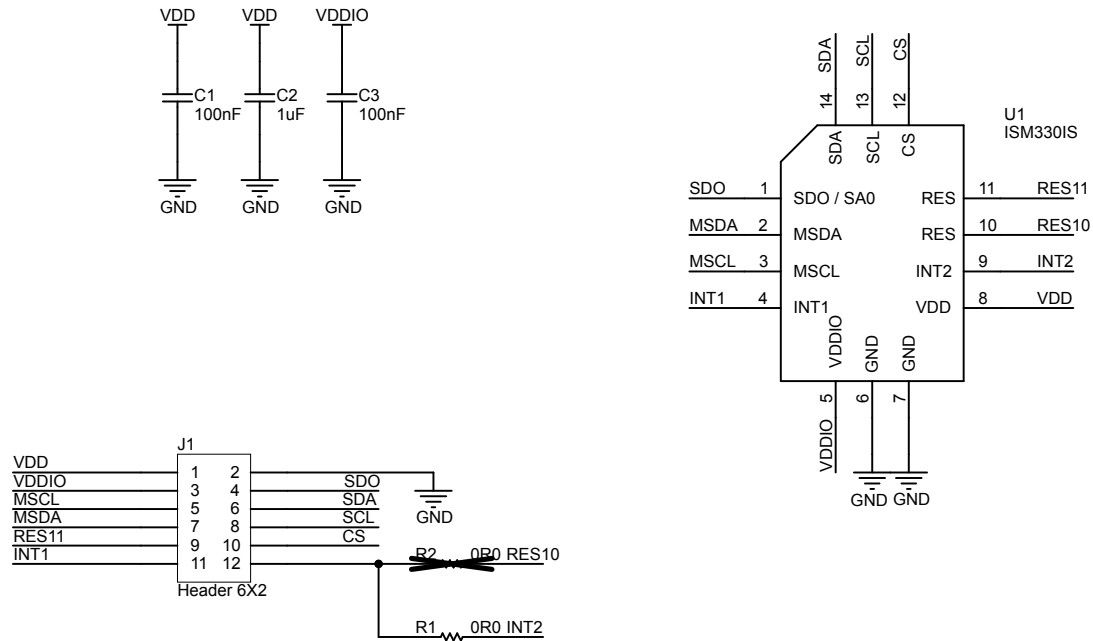 VDD VDD VDDIO
C1 C2 C3
100nF 1uF 100nF
GND GND GND
SDA SCL CS
14 13 12
U1
ISM330IS
SDA SCL CS
SDO 1 SDO / SA0 RES 11 RES11
MSDA 2 MSDA RES 10 RES10
MSCL 3 MSCL INT2 9 INT2
INT1 4 INT1 VDD 8 VDD
VDDIO GND GND
5 6 7
VDDIO
GND GND
J1
VDD 1 2
VDDIO 3 4 SDO
MSCL 5 6 SDA
GND
MSDA 7 8 SCL
RES11 9 10 CS
INT1 11 12 R2 0R0 RES10
Header 6X2
R1 0R0 INT2